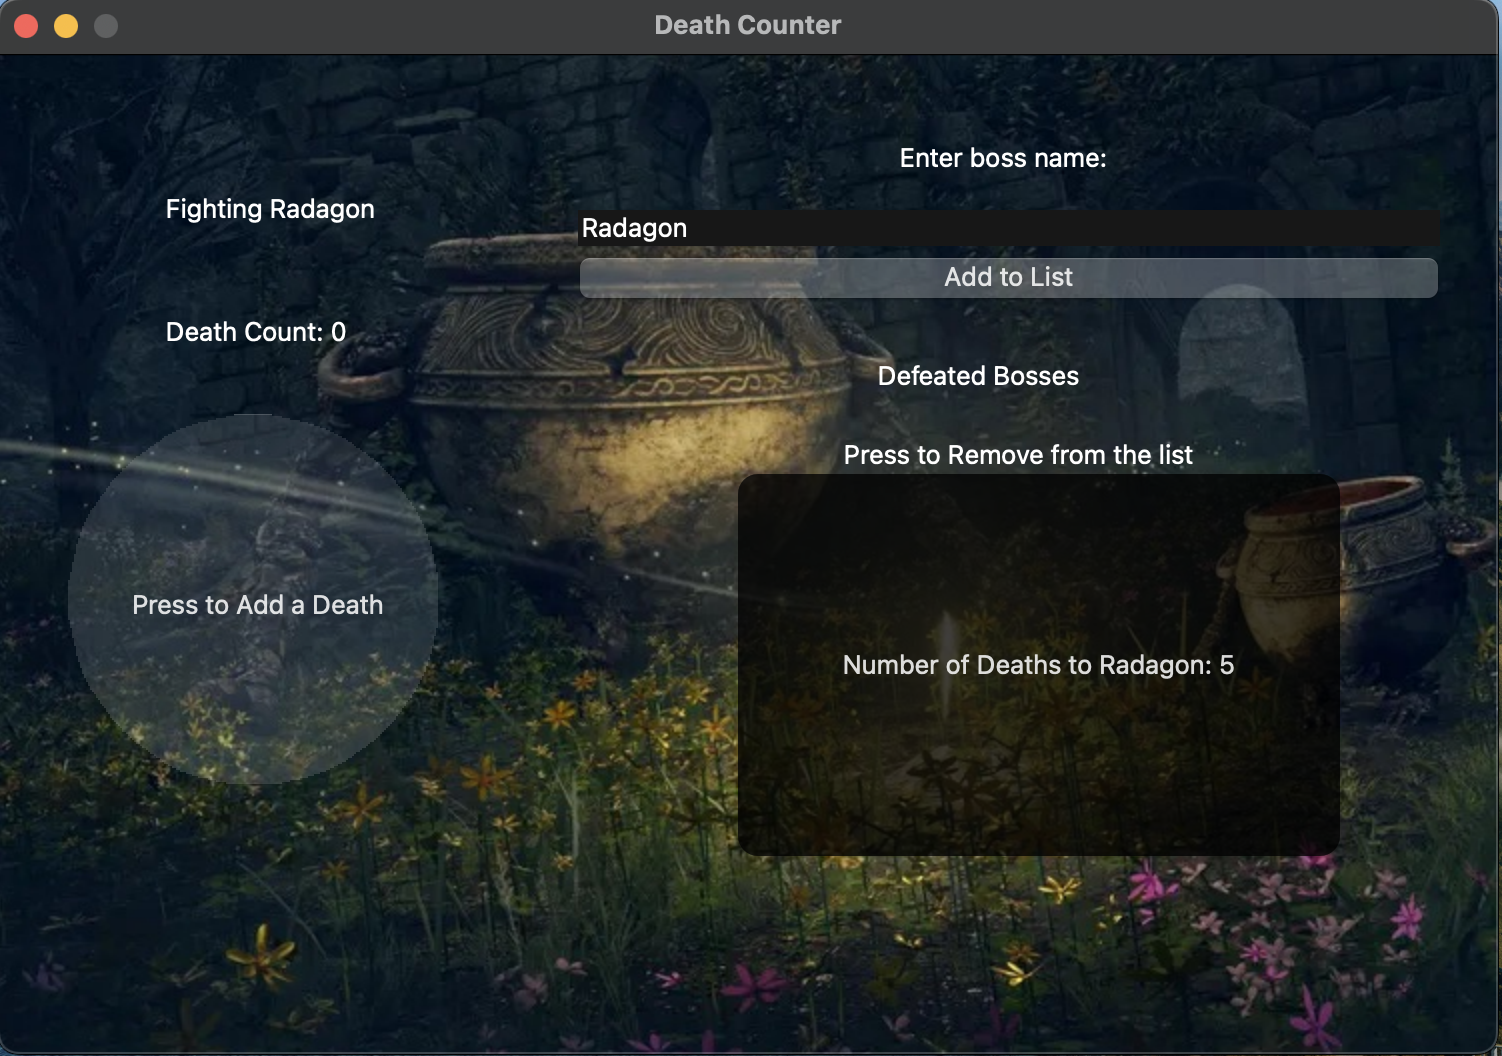 Death Counter
Enter boss name:
Fighting Radagon
Radagon
Add to List
Death Count: 0
Defeated Bosses
Press to Remove from the list
Press to Add a Death
Number of Deaths to Radagon: 5